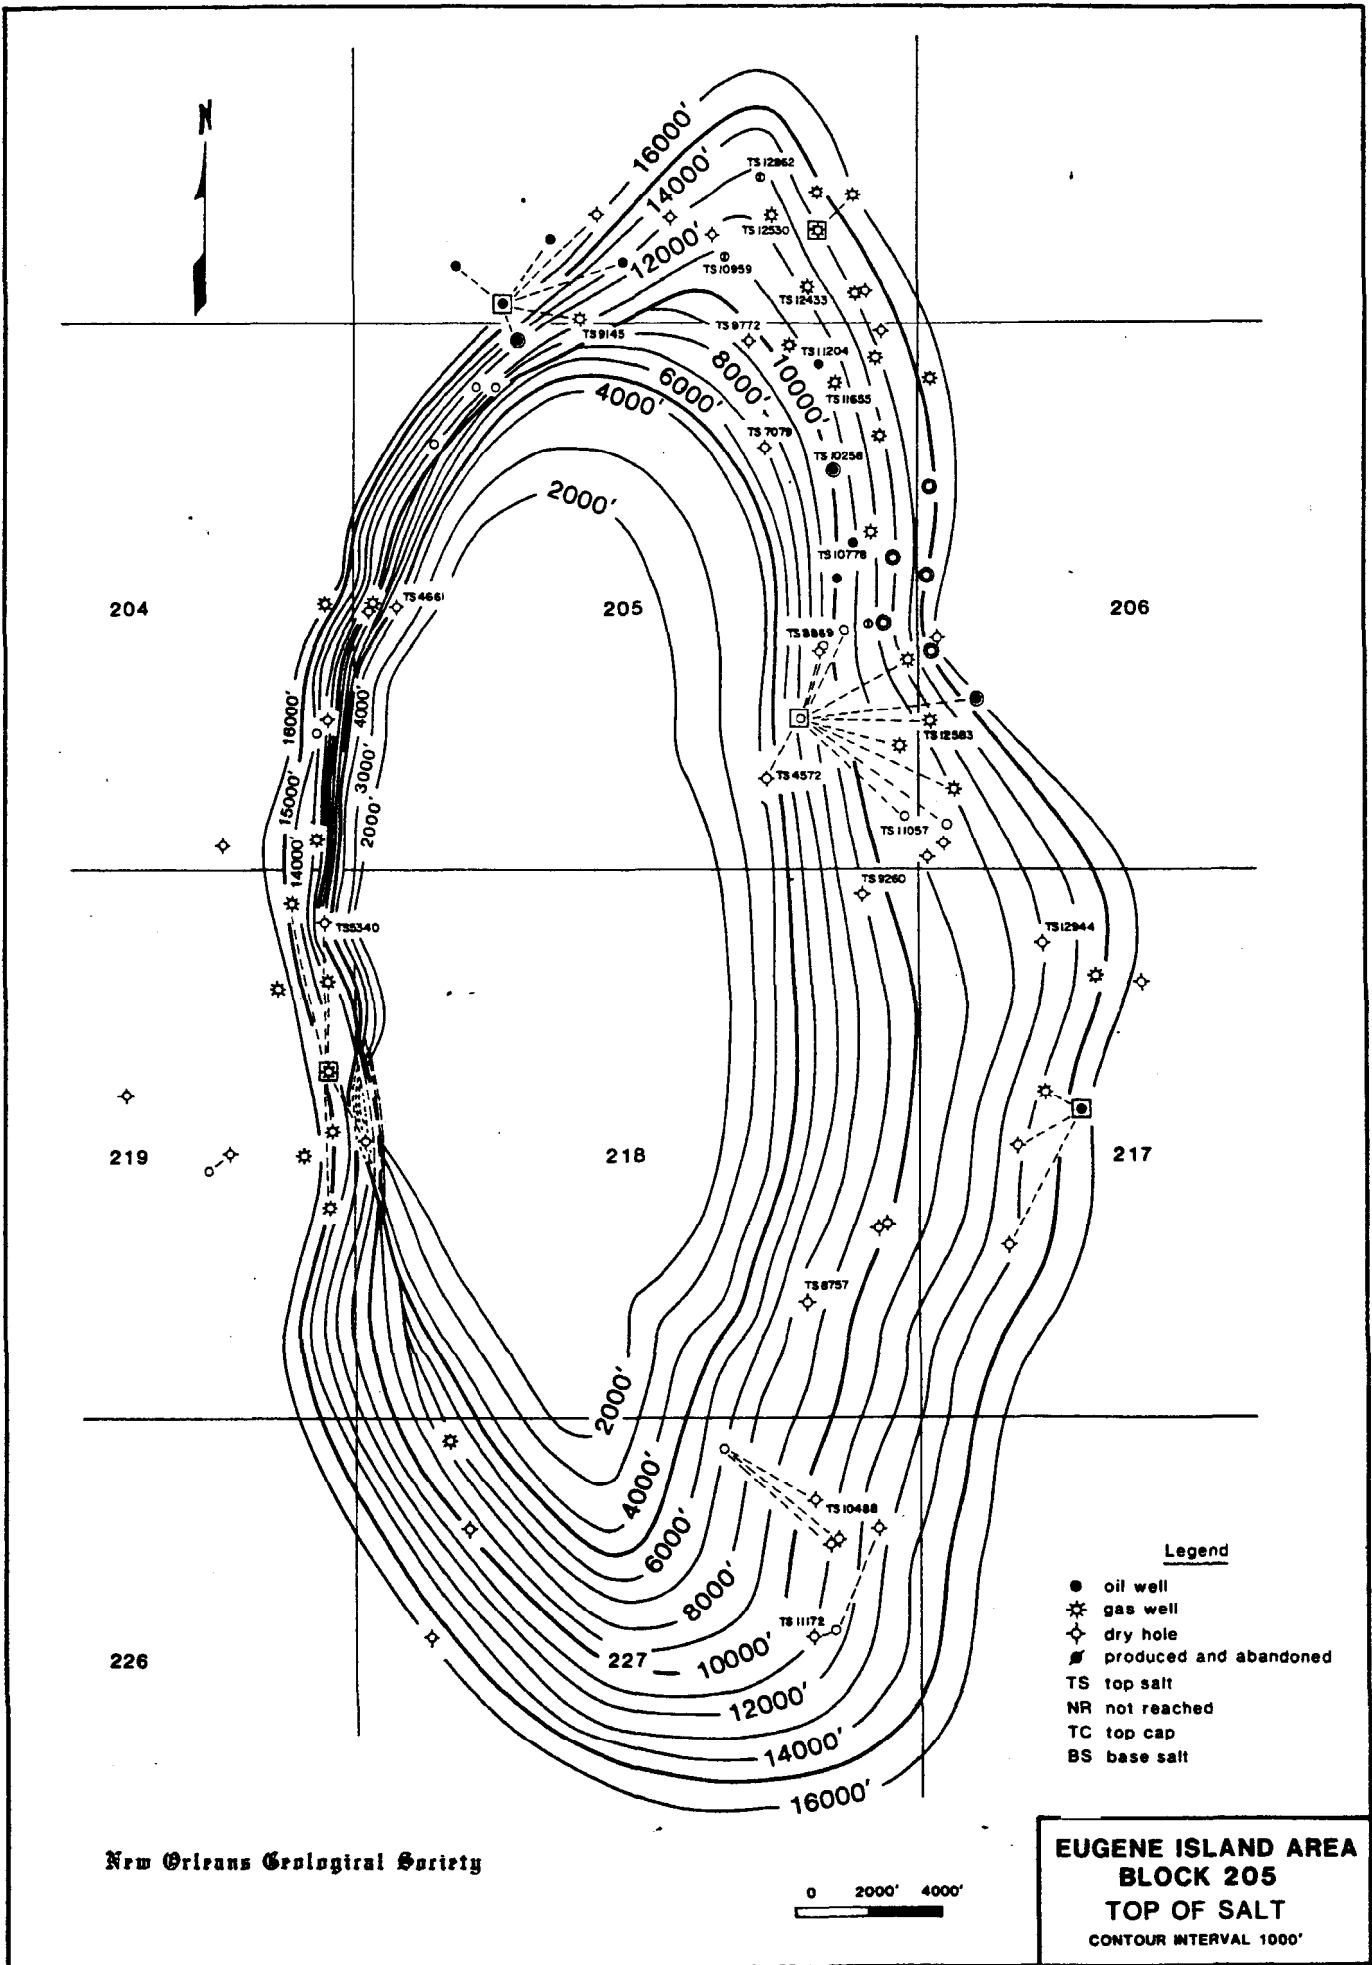 N
16000'
14000'
12000'
TS 12862
TS 12530
TS 10959
TS 12433
TS 9145
TS 9772
TS 11204
8000'
10000'
6000'
4000'
TS 11655
TS 7079
TS 10258
2000'
TS 10778
TS 4661
204
205
206
TS 8869
16000'
4000'
TS 12583
3000'
TS 4572
15000'
2000'
TS 11057
14000'
TS 9260
TS 5340
TS 12944
219
218
217
TS 8757
2000'
4000'
TS 10488
6000'
8000'
TS 11172
226
227
10000'
12000'
14000'
16000'
Legend
oil well
gas well
dry hole
produced and abandoned
TS top salt
NR not reached
TC top cap
BS base salt
New Orleans Geological Society
0 2000' 4000'
EUGENE ISLAND AREA
BLOCK 205
TOP OF SALT
CONTOUR INTERVAL 1000'